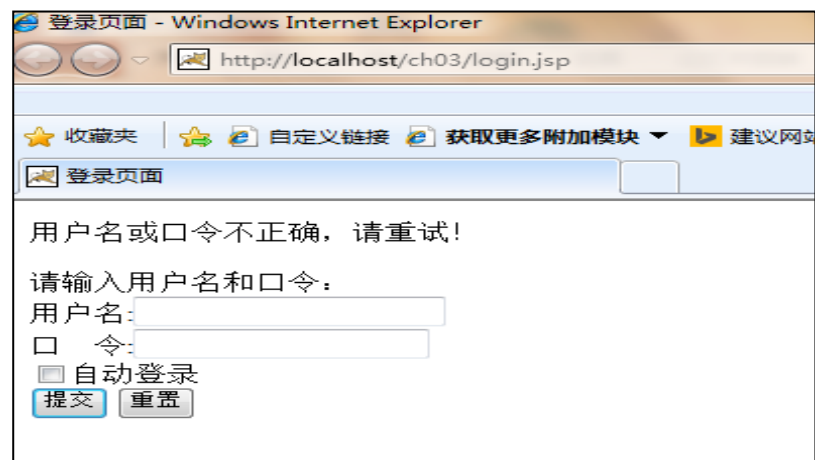 登录页面 - Windows Internet Explorer
http://localhost/ch03/login.jsp
收藏夹 自定义链接 获取更多附加模块 建议网站
登录页面
用户名或口令不正确，请重试!
请输入用户名和口令：
用户名:
口 令:
自动登录
提交 重置